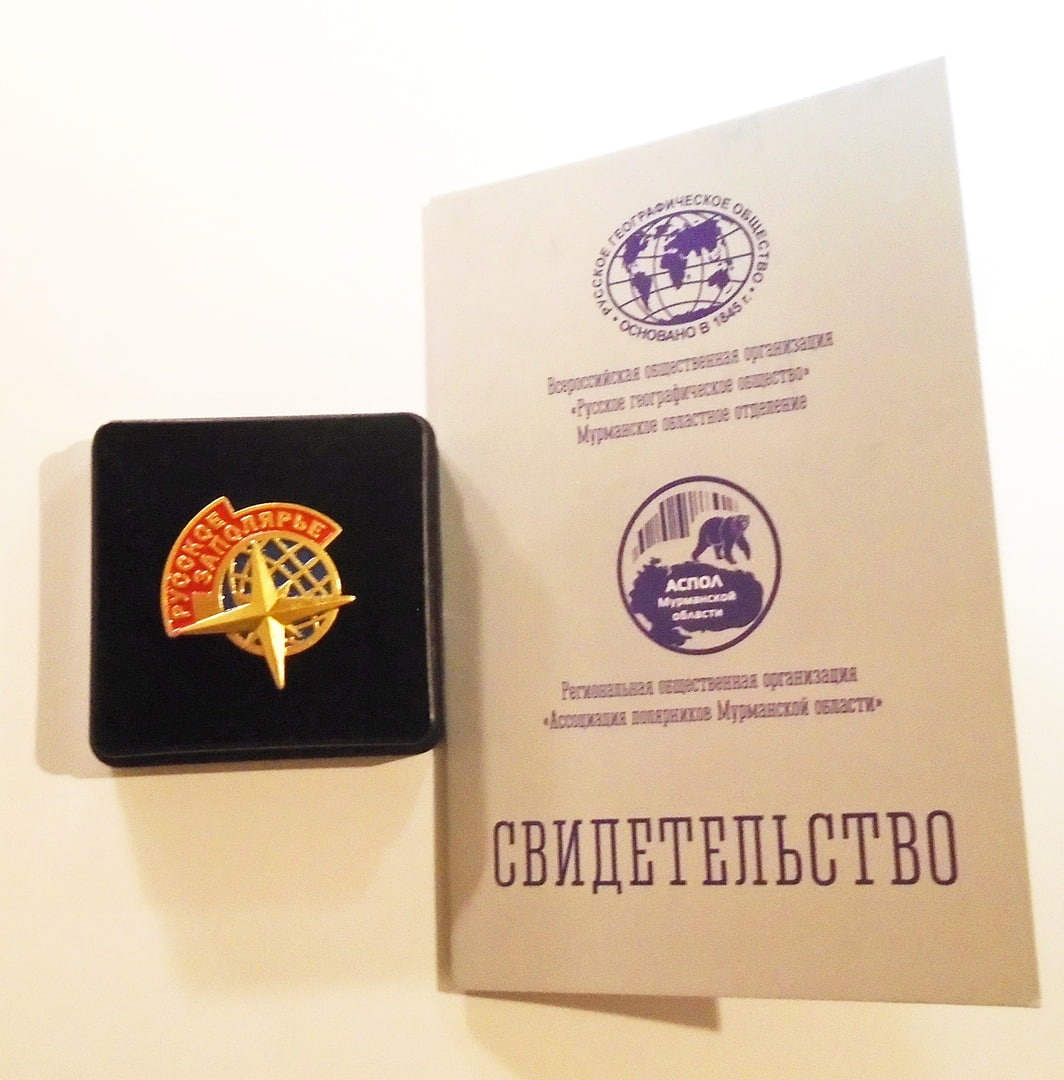 РУССКОЕ
ЗАПОЛЯРЬЕ
РУССКОЕ ГЕОГРАФИЧЕСКОЕ ОБЩЕСТВО
• ОСНОВАНО В 1845 г. •
Всероссийская общественная организация
«Русское географическое общество»
Мурманское областное отделение
АСПОЛ
Мурманской
области
Региональная общественная организация
«Ассоциация полярников Мурманской области»
СВИДЕТЕЛЬСТВО